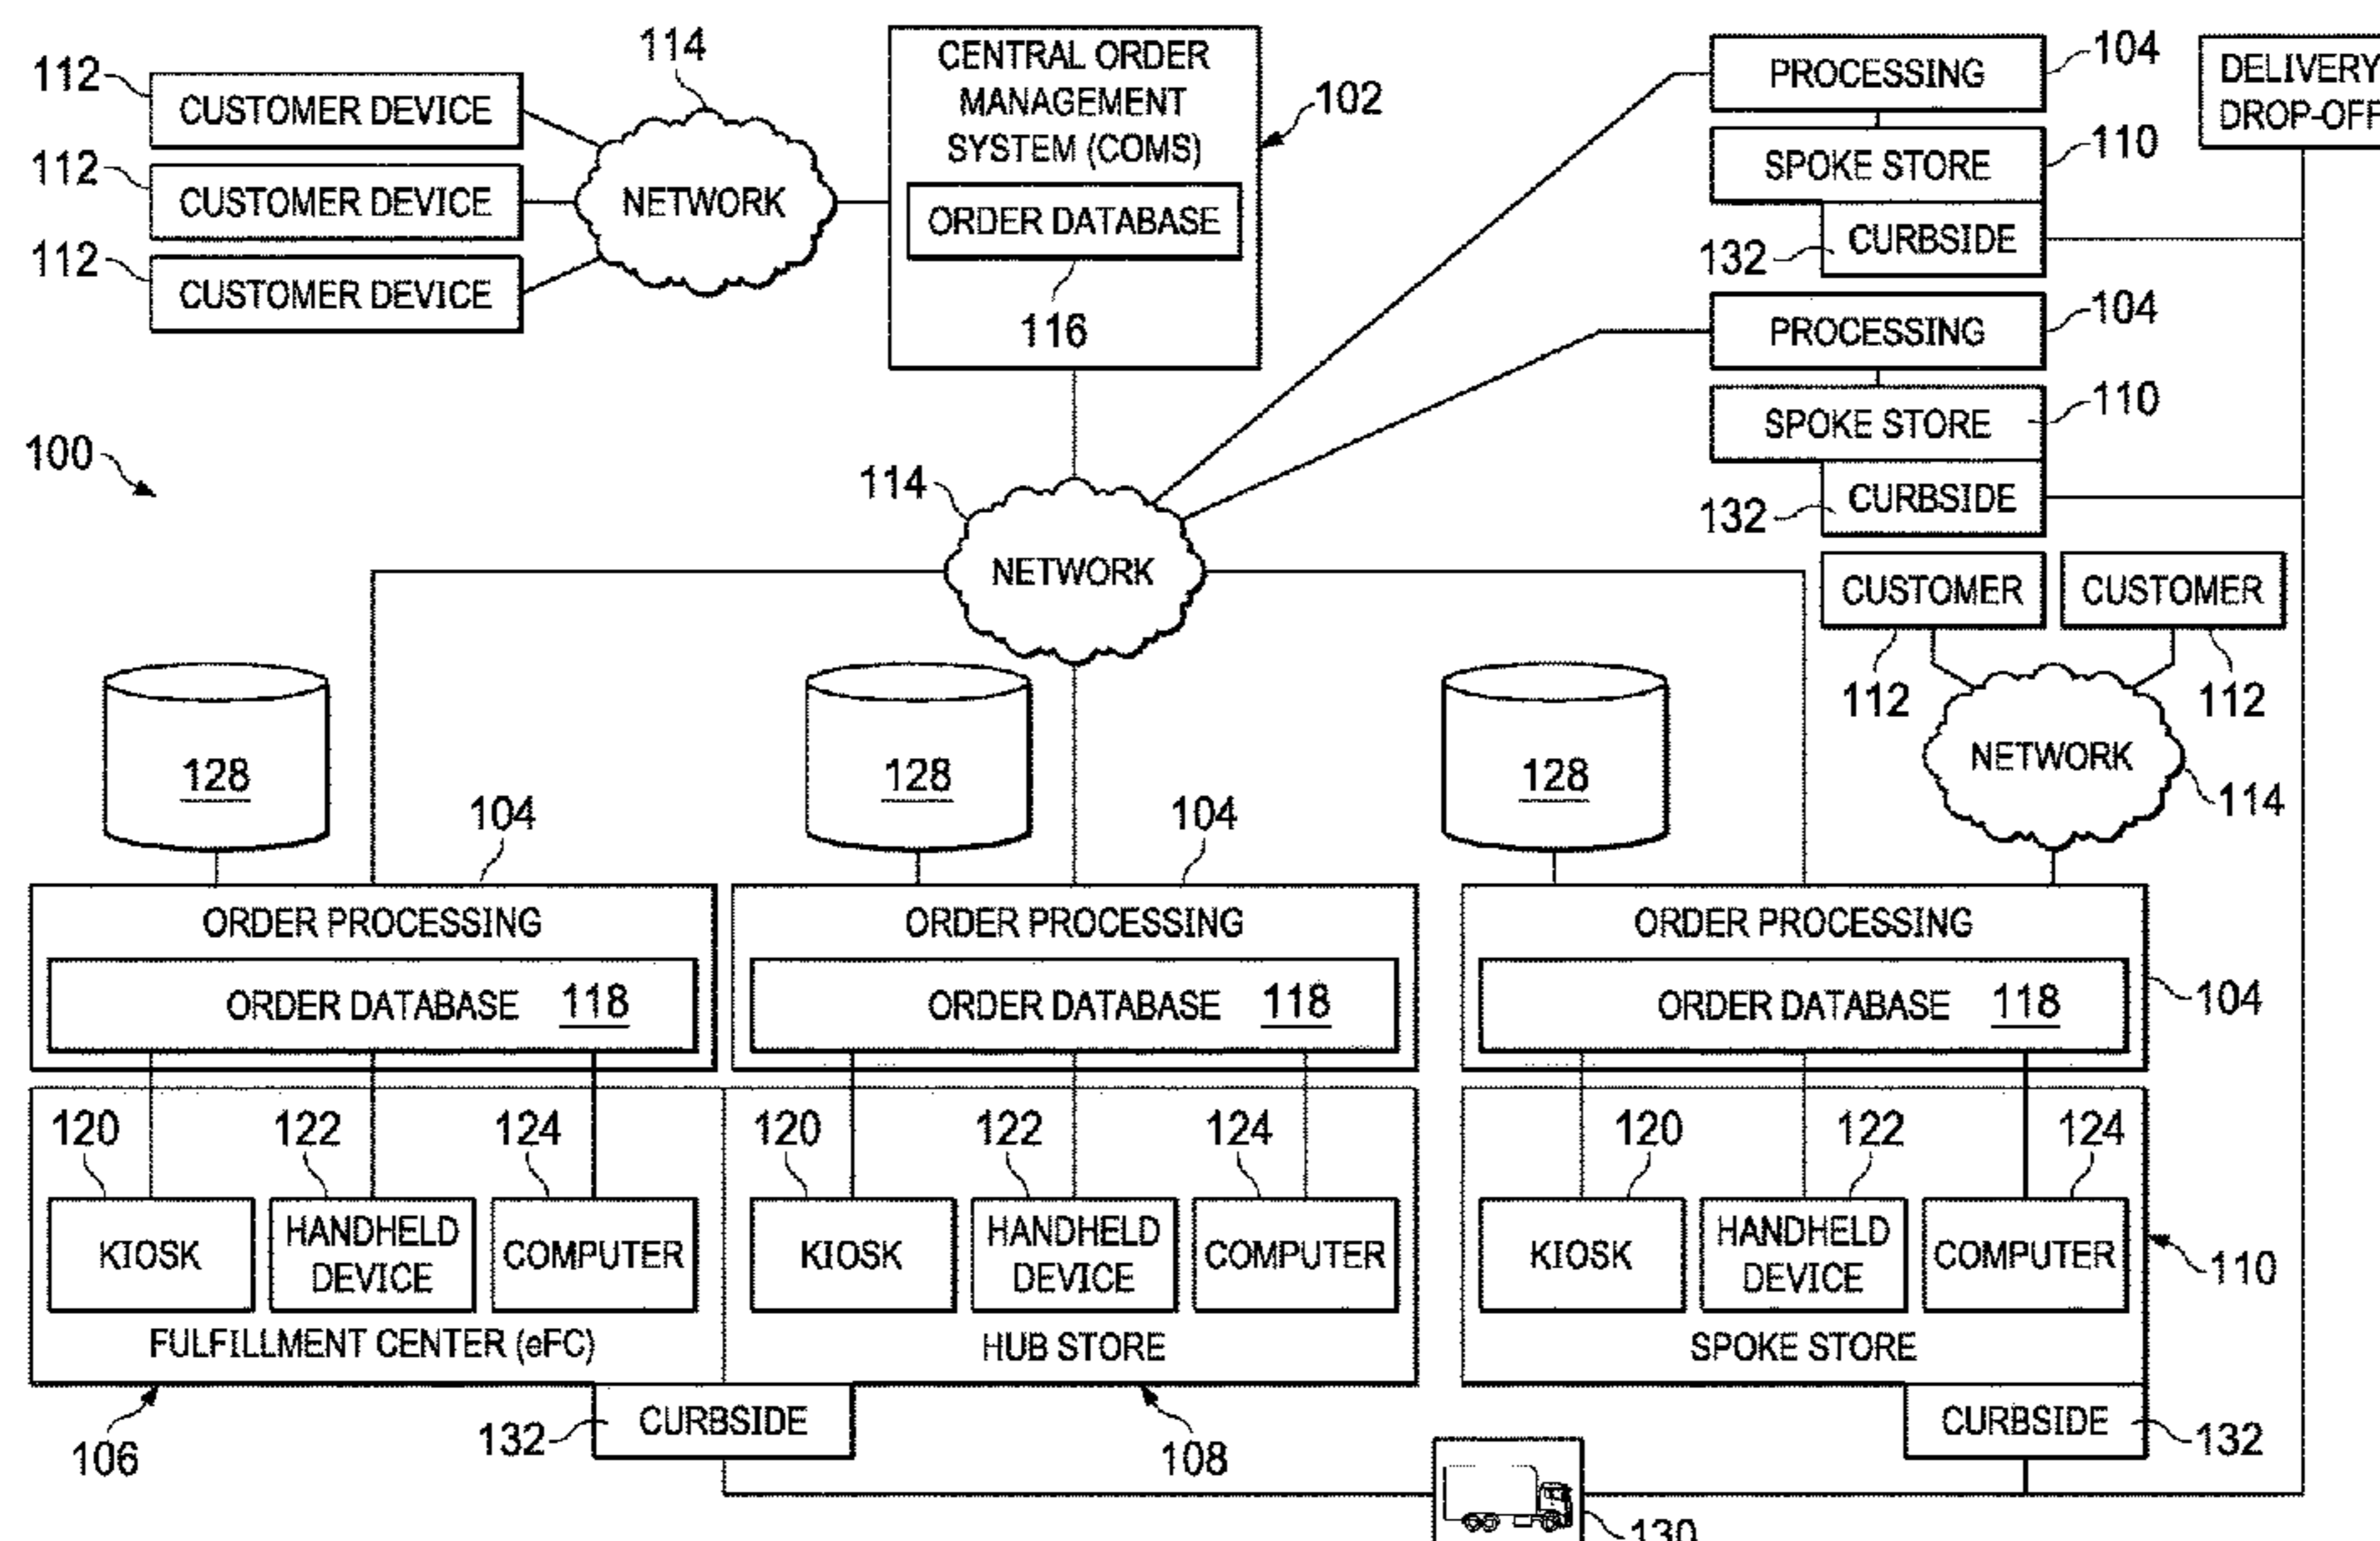 114
112
CUSTOMER DEVICE
112
CUSTOMER DEVICE
112
CUSTOMER DEVICE
NETWORK
CENTRAL ORDER
MANAGEMENT
SYSTEM (COMS)
102
ORDER DATABASE
116
PROCESSING
104
SPOKE STORE
110
132
CURBSIDE
PROCESSING
104
SPOKE STORE
110
132
CURBSIDE
DELIVERY
DROP-OFF
100
114
NETWORK
CUSTOMER
CUSTOMER
112
112
NETWORK
114
128
128
128
104
104
ORDER PROCESSING
ORDER DATABASE 118
ORDER PROCESSING
ORDER DATABASE 118
ORDER PROCESSING
ORDER DATABASE 118
104
120
122
124
KIOSK
HANDHELD
DEVICE
COMPUTER
FULFILLMENT CENTER (eFC)
106
120
122
124
KIOSK
HANDHELD
DEVICE
COMPUTER
HUB STORE
108
132
CURBSIDE
120
122
124
KIOSK
HANDHELD
DEVICE
COMPUTER
110
SPOKE STORE
CURBSIDE
132
130